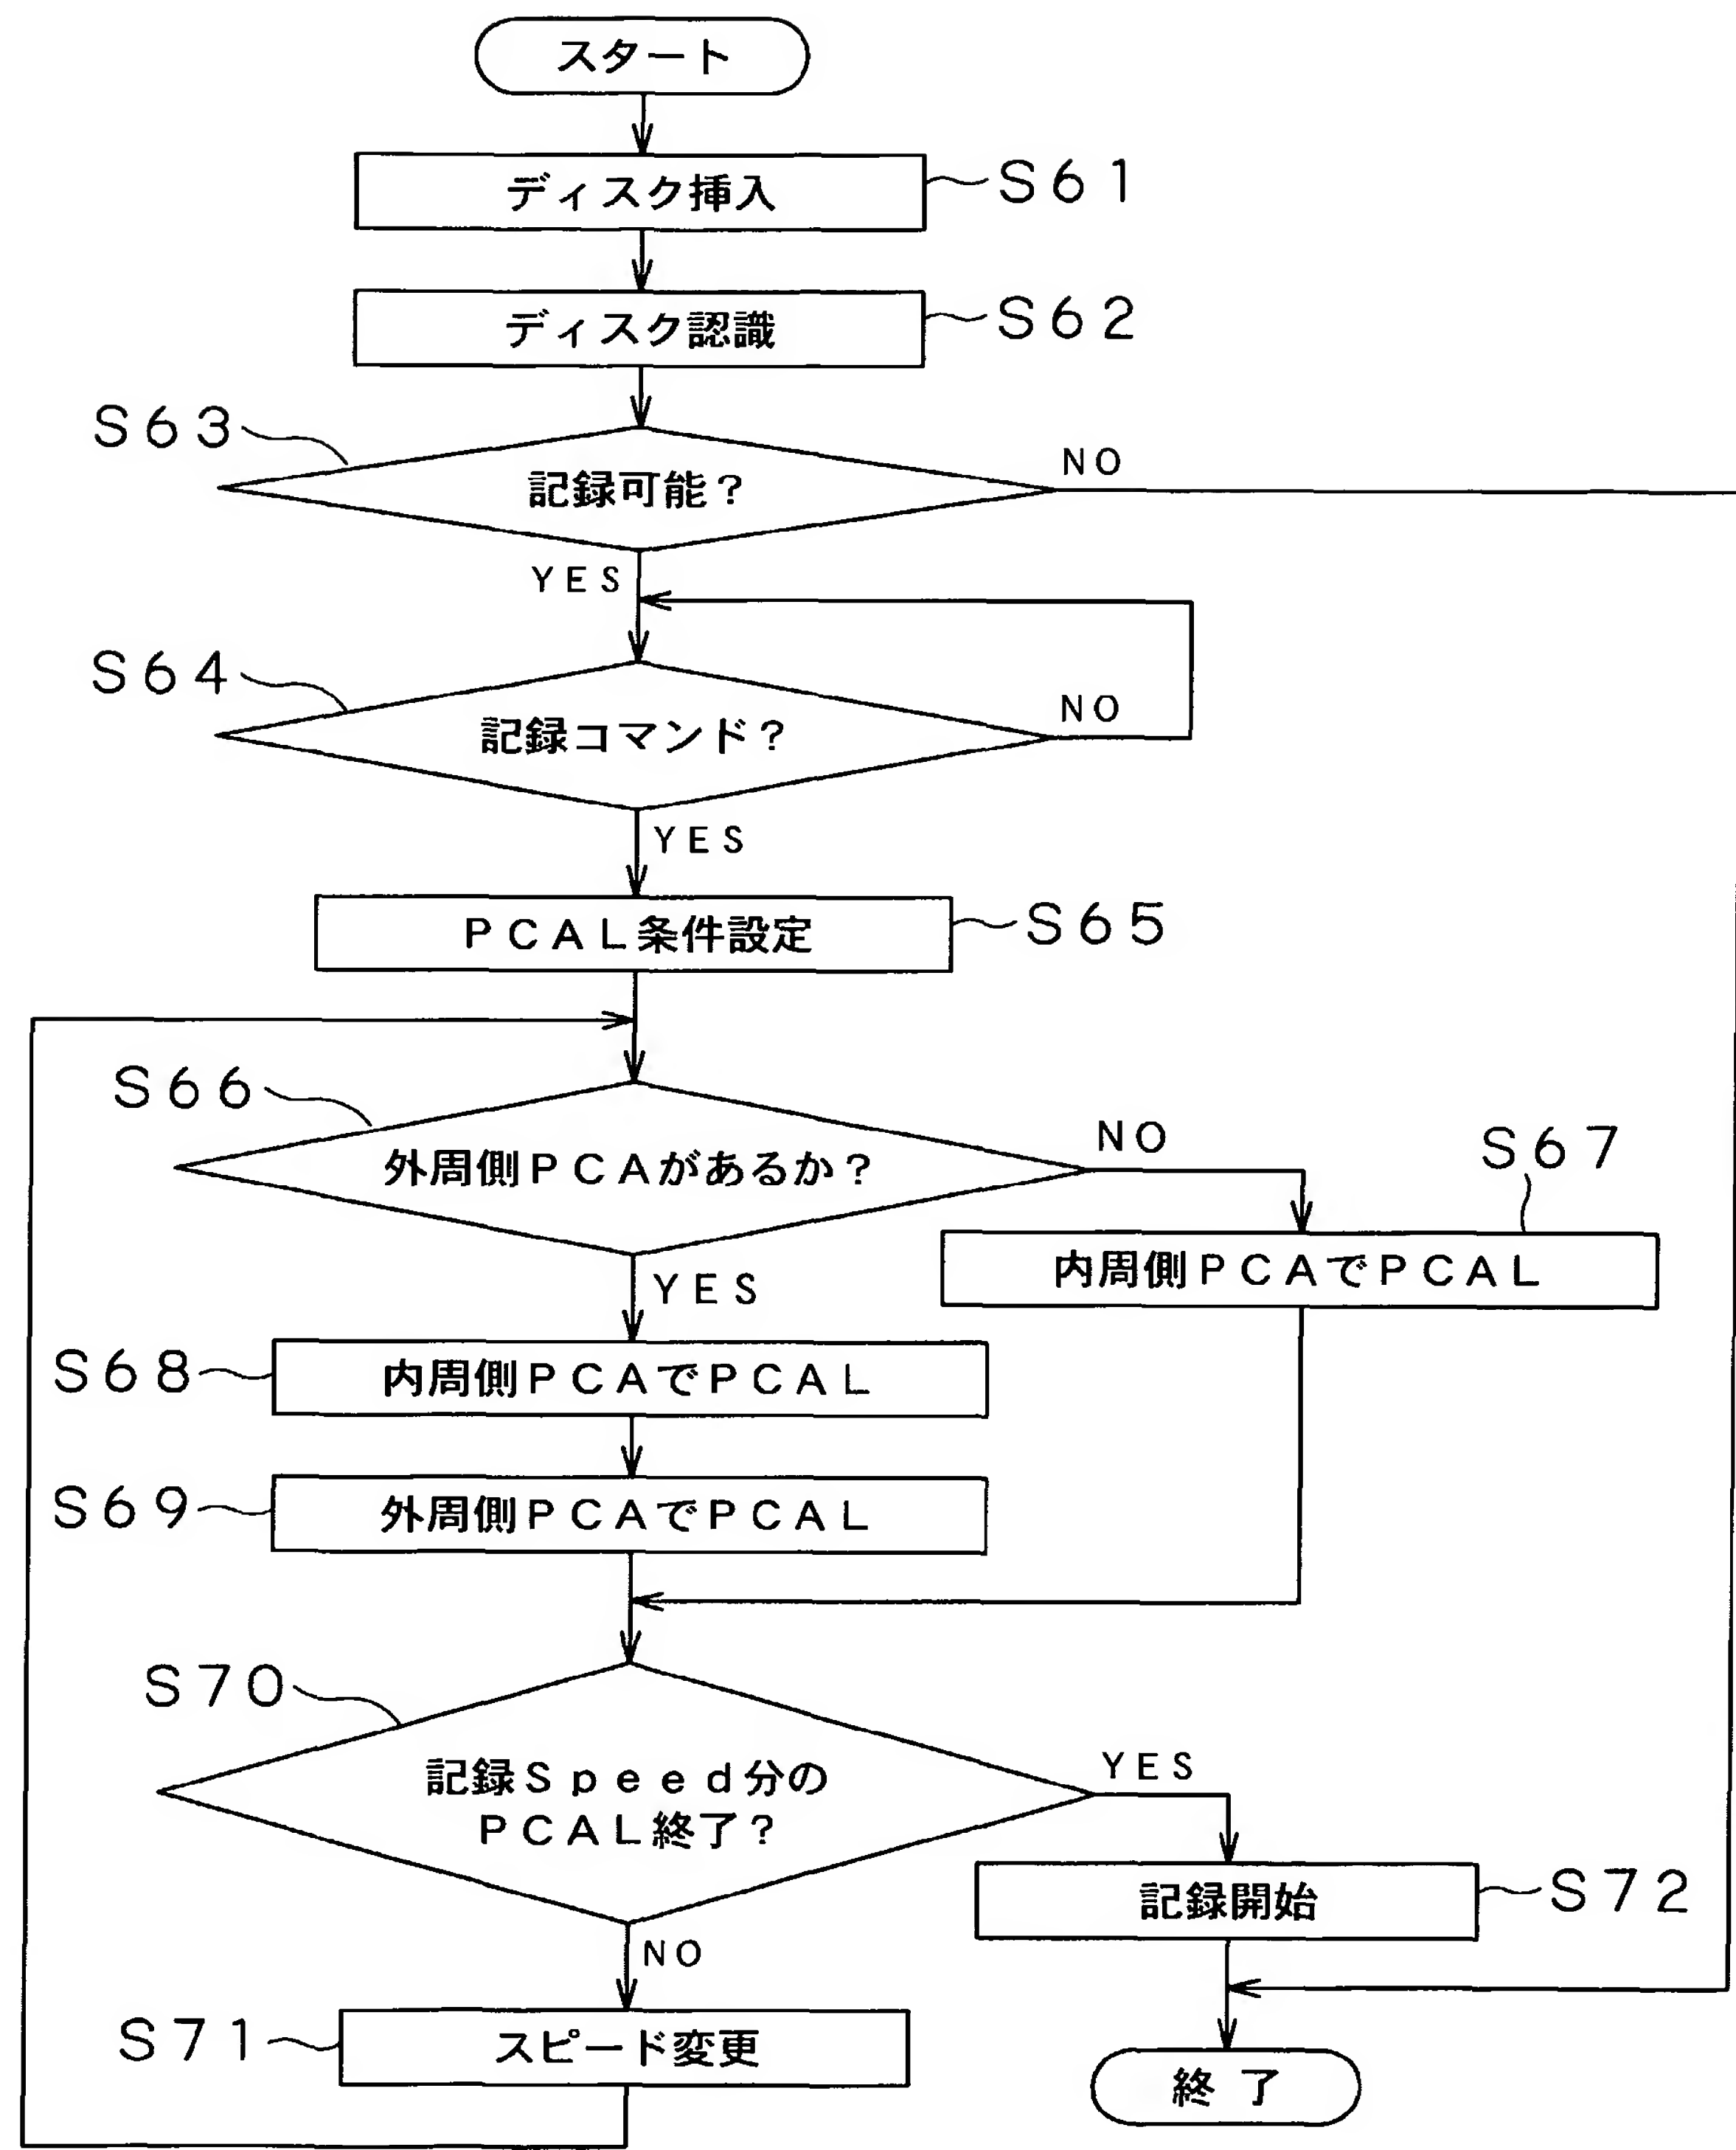 スタート
ディスク挿入
S61
ディスク認識
S62
S63
記録可能?
NO
YES
S64
記録コマンド?
NO
YES
PCAL条件設定
S65
S66
外周側PCAがあるか?
NO
S67
内周側PCAでPCAL
YES
S68
内周側PCAでPCAL
S69
外周側PCAでPCAL
S70
記録Speed分の
PCAL終了?
YES
記録開始
S72
NO
S71
スピード変更
終了